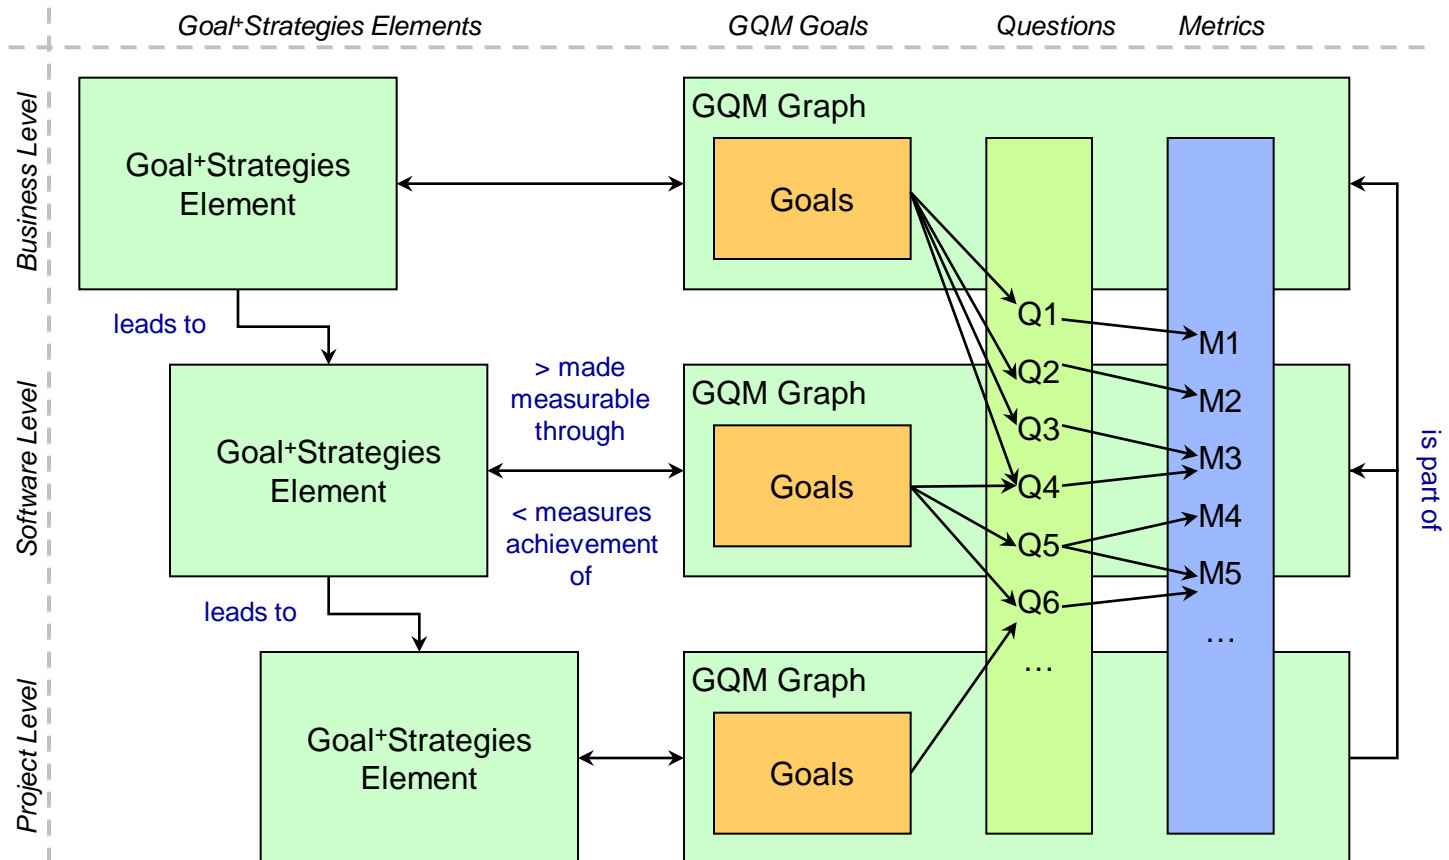 Goal⁺Strategies Elements
GQM Goals
Questions
Metrics
Business Level
Goal⁺Strategies
Element
GQM Graph
Goals
leads to
Q1
M1
Software Level
Goal⁺Strategies
Element
> made
measurable
through
< measures
achievement
of
GQM Graph
Goals
Q2
Q3
Q4
Q5
Q6
...
M2
M3
M4
M5
...
is part of
leads to
Project Level
Goal⁺Strategies
Element
GQM Graph
Goals